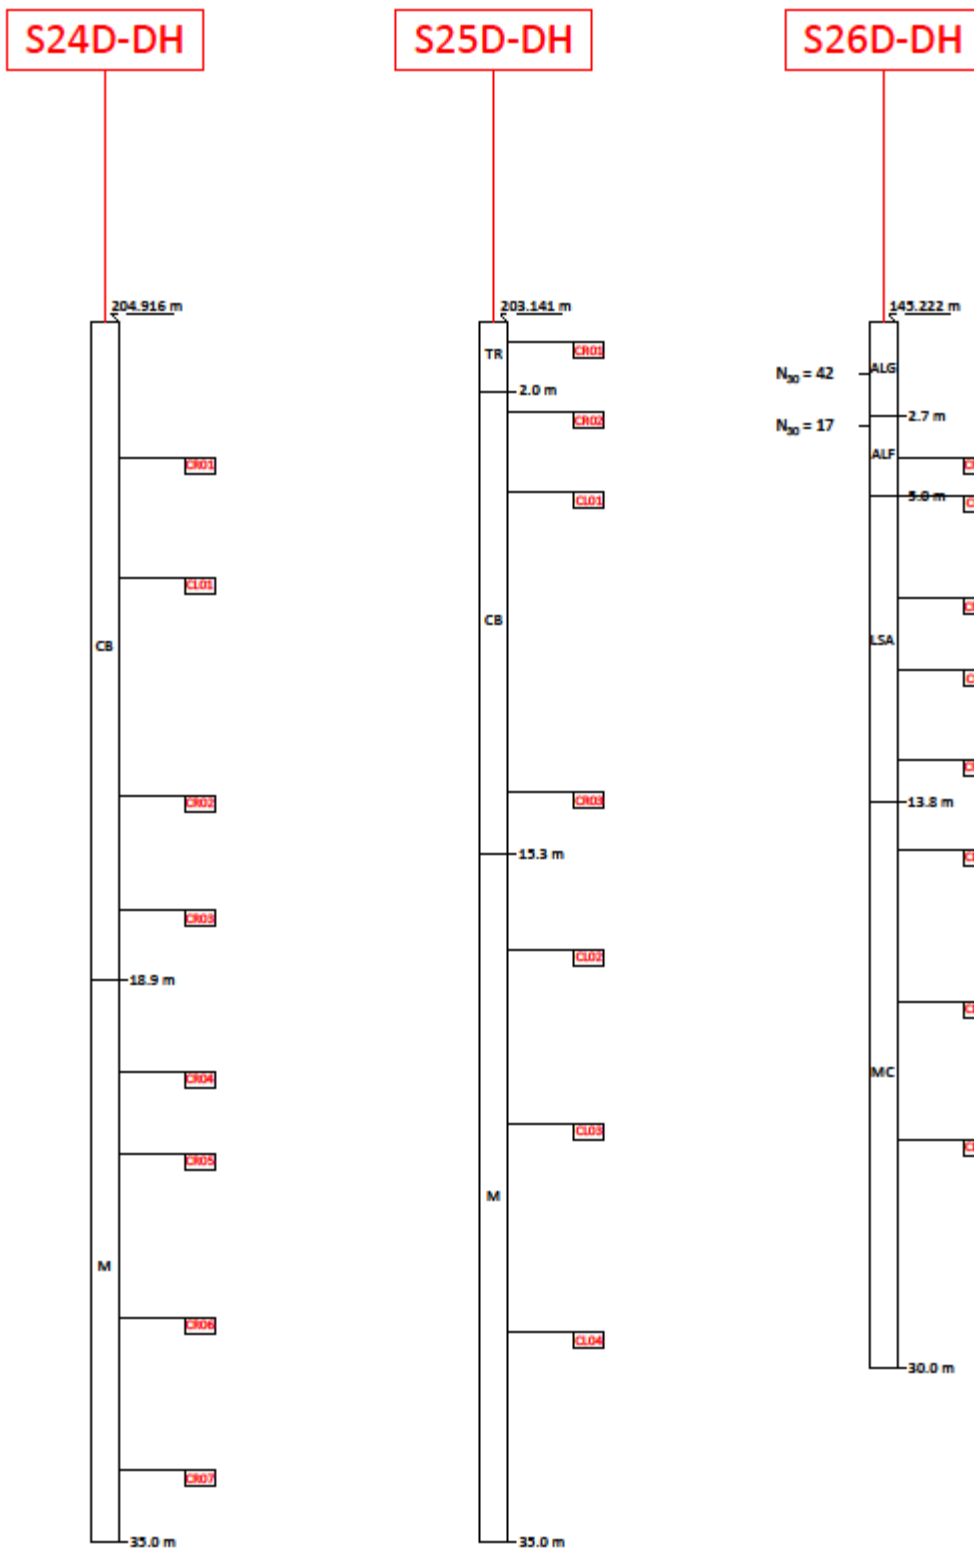 S24D-DH
204.916 m
CR01
CL01
CB
CR02
CR03
18.9 m
CR04
CR05
M
CR06
CR07
35.0 m
S25D-DH
203.141 m
TR
CR01
2.0 m
CR02
CL01
CB
CR03
15.3 m
CL02
CL03
M
CL04
35.0 m
S26D-DH
145.222 m
ALG
N30 = 42
2.7 m
N30 = 17
ALF
5.0 m
LSA
13.8 m
MC
30.0 m